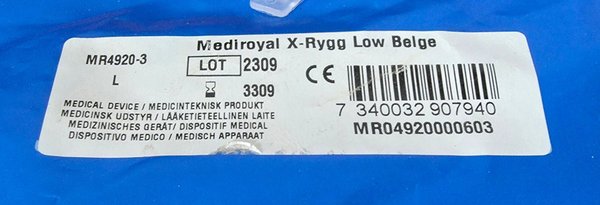 Mediroyal X-Rygg Low Beige
MR4920-3
L
LOT 2309
3309
CE
MEDICAL DEVICE / MEDICINTEKNISK PRODUKT
MEDICINSK UDSTYR / LÄÄKETIETEELLINEN LAITE
MEDIZINISCHES GERÄT/ DISPOSITIF MEDICAL
DISPOSITIVO MEDICO / MEDISCH APPARAAT
7 340032 907940
MR04920000603